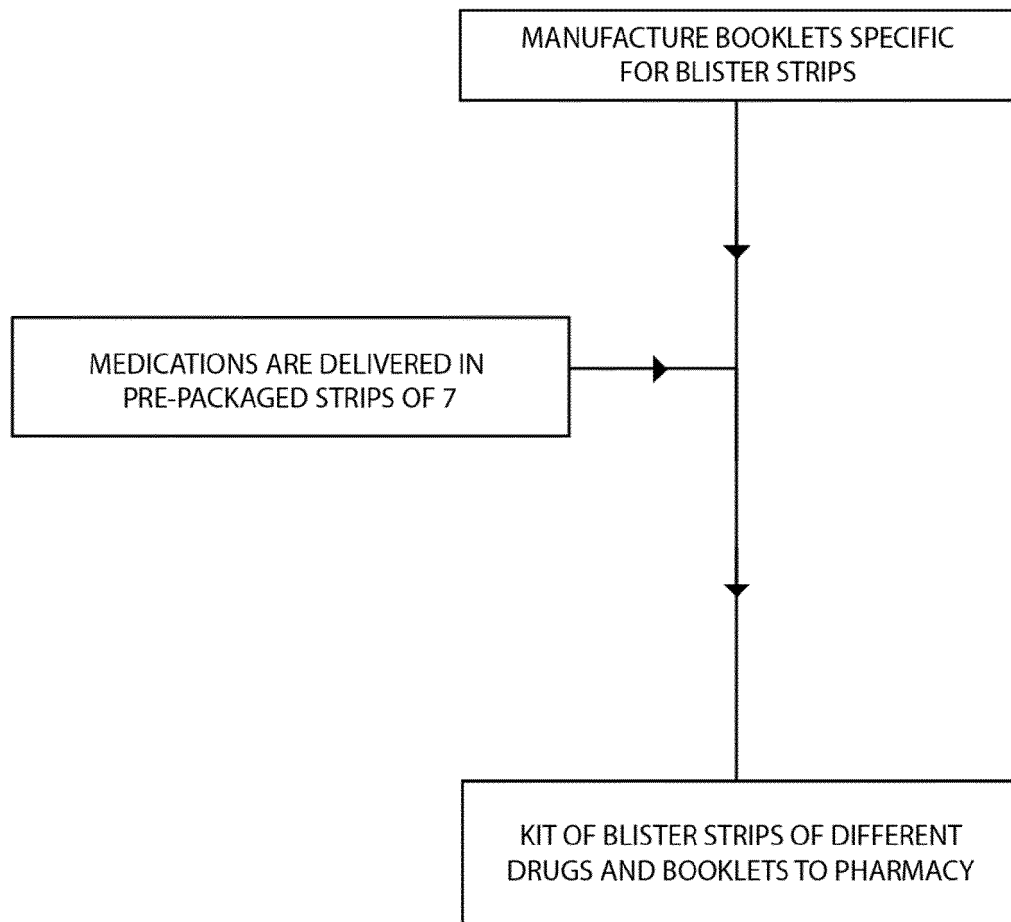 MANUFACTURE BOOKLETS SPECIFIC
FOR BLISTER STRIPS
MEDICATIONS ARE DELIVERED IN
PRE-PACKAGED STRIPS OF 7
KIT OF BLISTER STRIPS OF DIFFERENT
DRUGS AND BOOKLETS TO PHARMACY